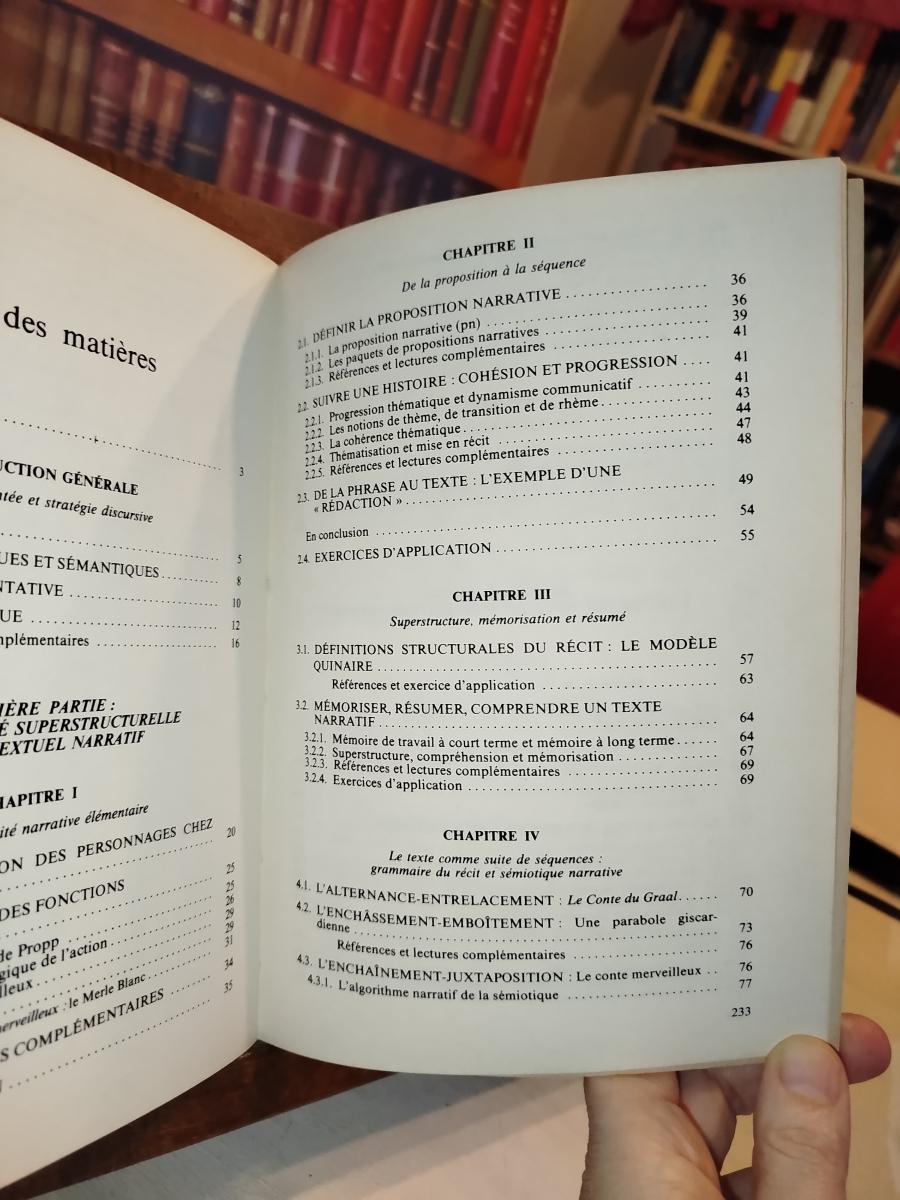 des matières
3
UCTION GÉNÉRALE
et stratégie discursive
5
UES ET SÉMANTIQUES 8
NTATIVE 10
UE 12
mplémentaires 16
IÈRE PARTIE :
É SUPERSTRUCTURELLE
EXTUEL NARRATIF
HAPITRE I
ité narrative élémentaire
ON DES PERSONNAGES CHEZ
20
DES FONCTIONS 25
25
de Propp 26
gique de l'action 29
lleux 29
31
merveilleux : le Merle Blanc 34
S COMPLÉMENTAIRES 35
CHAPITRE II
De la proposition à la séquence
2.1. DÉFINIR LA PROPOSITION NARRATIVE 36
2.1.1. La proposition narrative (pn) 36
2.1.2. Les paquets de propositions narratives 39
2.1.3. Références et lectures complémentaires 41
2.2. SUIVRE UNE HISTOIRE : COHÉSION ET PROGRESSION 41
2.2.1. Progression thématique et dynamisme communicatif 41
2.2.2. Les notions de thème, de transition et de rhème 43
2.2.3. La cohérence thématique 44
2.2.4. Thématisation et mise en récit 47
2.2.5. Références et lectures complémentaires 48
2.3. DE LA PHRASE AU TEXTE : L'EXEMPLE D'UNE
« RÉDACTION » 49
En conclusion 54
2.4. EXERCICES D'APPLICATION 55
CHAPITRE III
Superstructure, mémorisation et résumé
3.1. DÉFINITIONS STRUCTURALES DU RÉCIT : LE MODÈLE
QUINAIRE 57
Références et exercice d'application 63
3.2. MÉMORISER, RÉSUMER, COMPRENDRE UN TEXTE
NARRATIF 64
3.2.1. Mémoire de travail à court terme et mémoire à long terme 64
3.2.2. Superstructure, compréhension et mémorisation 67
3.2.3. Références et lectures complémentaires 69
3.2.4. Exercices d'application 69
CHAPITRE IV
Le texte comme suite de séquences :
grammaire du récit et sémiotique narrative
4.1. L'ALTERNANCE-ENTRELACEMENT : Le Conte du Graal 70
4.2. L'ENCHÂSSEMENT-EMBOÎTEMENT : Une parabole giscar-
dienne 73
Références et lectures complémentaires 76
4.3. L'ENCHAÎNEMENT-JUXTAPOSITION : Le conte merveilleux 76
4.3.1. L'algorithme narratif de la sémiotique 77
233